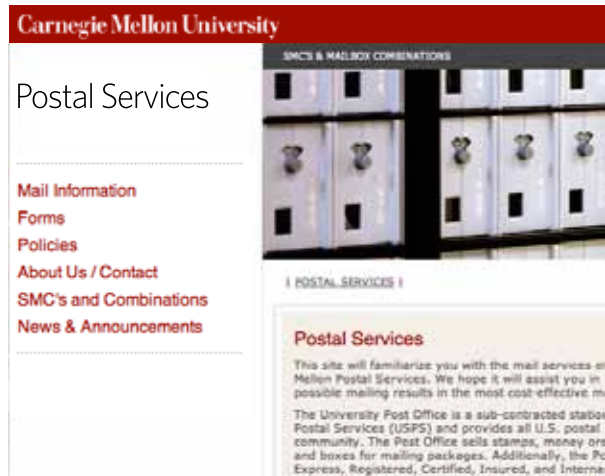 Carnegie Mellon University
SMC'S & MAILBOX COMBINATIONS
Postal Services
Mail Information
Forms
Policies
About Us / Contact
SMC's and Combinations
News & Announcements
| POSTAL SERVICES |
Postal Services
This site will familiarize you with the mail services of
Mellon Postal Services. We hope it will assist you in
possible mailing results in the most cost-effective
The University Post Office is a sub-contracted station
Postal Services (USPS) and provides all U.S. postal
community. The Post Office sells stamps, money
and boxes for mailing packages. Additionally, the
Express, Registered, Certified, Insured, and